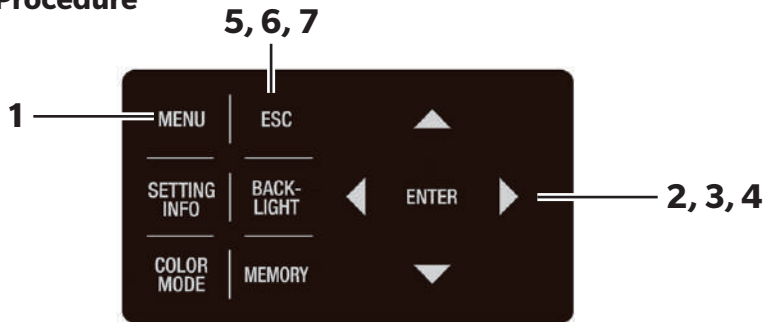 Procedure
5, 6, 7
1
MENU
ESC
SETTING
INFO
BACK-
LIGHT
ENTER
2, 3, 4
COLOR
MODE
MEMORY